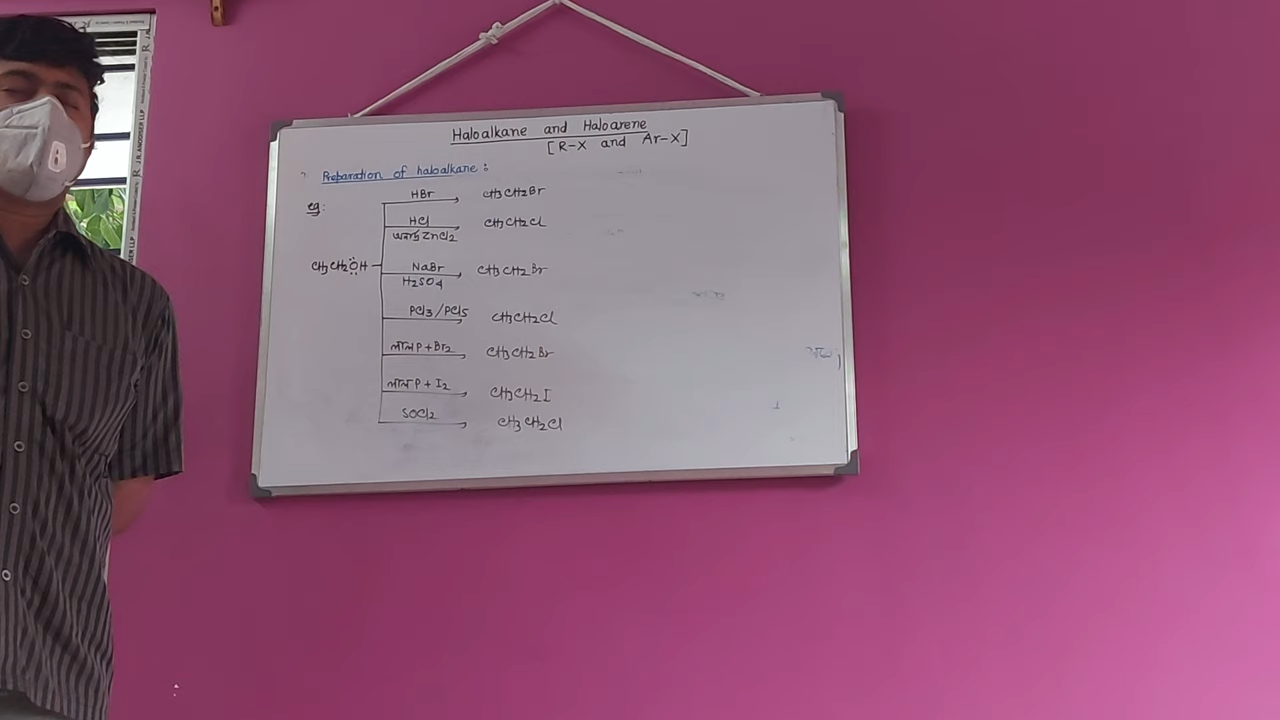 Haloalkane and Haloarene
[R-X and Ar-X]
Preparation of haloalkane:
eg:
CH3CH2ÖH
HBr CH3CH2Br
HCl CH3CH2Cl
অনার্দ্র ZnCl2
NaBr CH3CH2Br
H2SO4
PCl3/PCl5 CH3CH2Cl
লাল P + Br2 CH3CH2Br
লাল P + I2 CH3CH2I
SOCl2 CH3CH2Cl